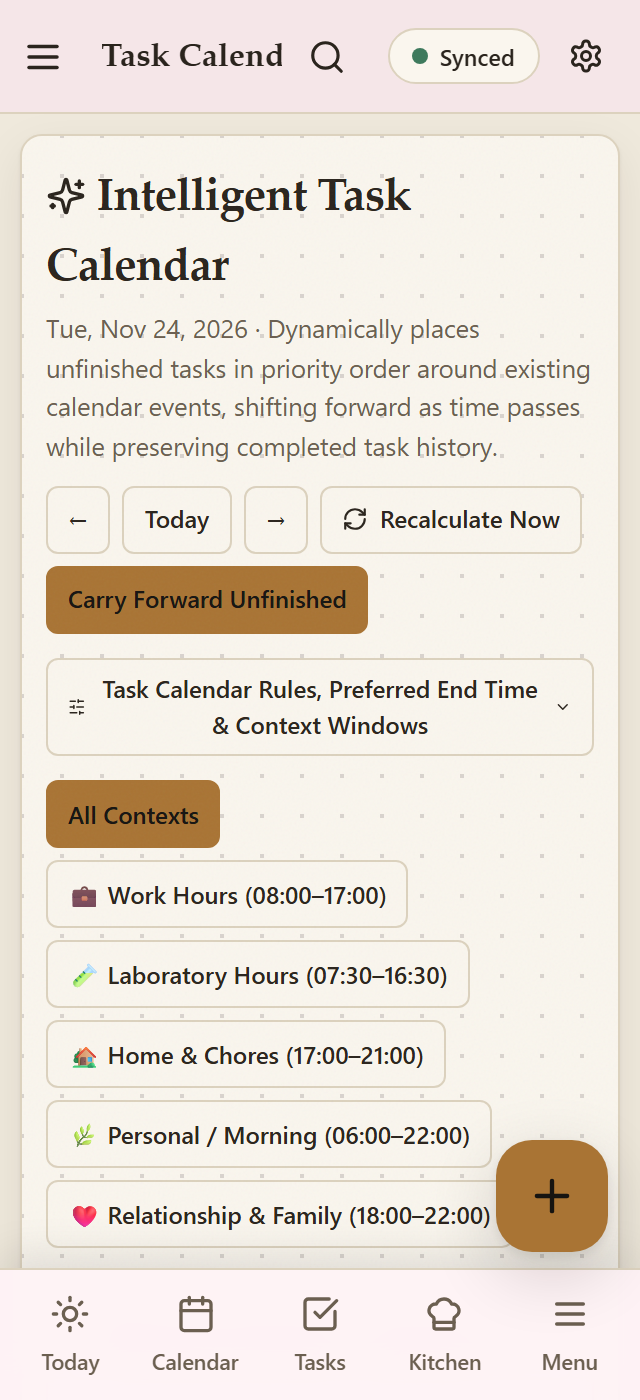 Task Calend
Synced
Intelligent Task
Calendar
Tue, Nov 24, 2026 · Dynamically places
unfinished tasks in priority order around existing
calendar events, shifting forward as time passes
while preserving completed task history.
←
Today
→
Recalculate Now
Carry Forward Unfinished
Task Calendar Rules, Preferred End Time
& Context Windows
All Contexts
Work Hours (08:00–17:00)
Laboratory Hours (07:30–16:30)
Home & Chores (17:00–21:00)
Personal / Morning (06:00–22:00)
Relationship & Family (18:00–22:00)
Today
Calendar
Tasks
Kitchen
Menu